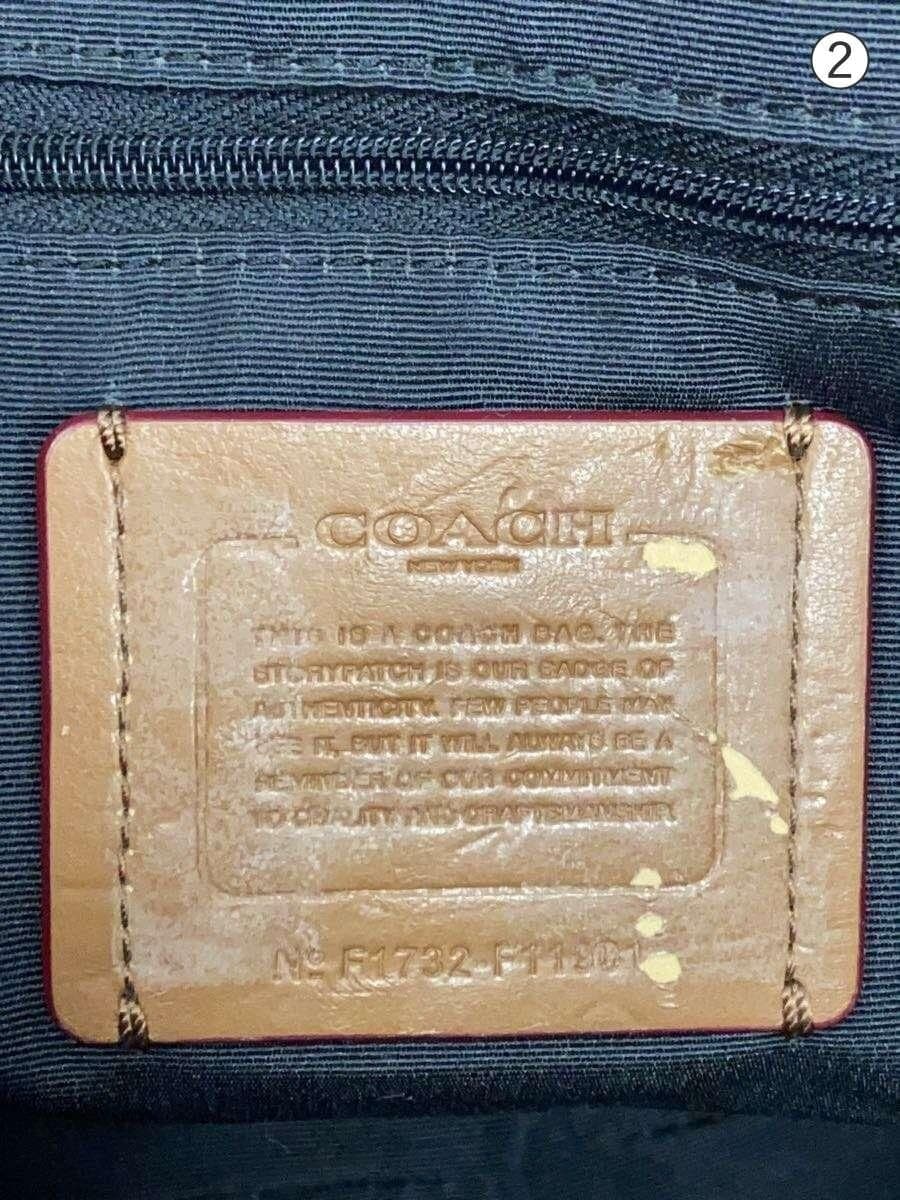 ②
COACH
NEW YORK
THIS IS A COACH BAG. THE
STORYPATCH IS OUR BADGE OF
AUTHENTICITY. FEW PEOPLE MAY
SEE IT, BUT IT WILL ALWAYS BE A
REMINDER OF OUR COMMITMENT
TO QUALITY AND CRAFTSMANSHIP.
Nº F1732-